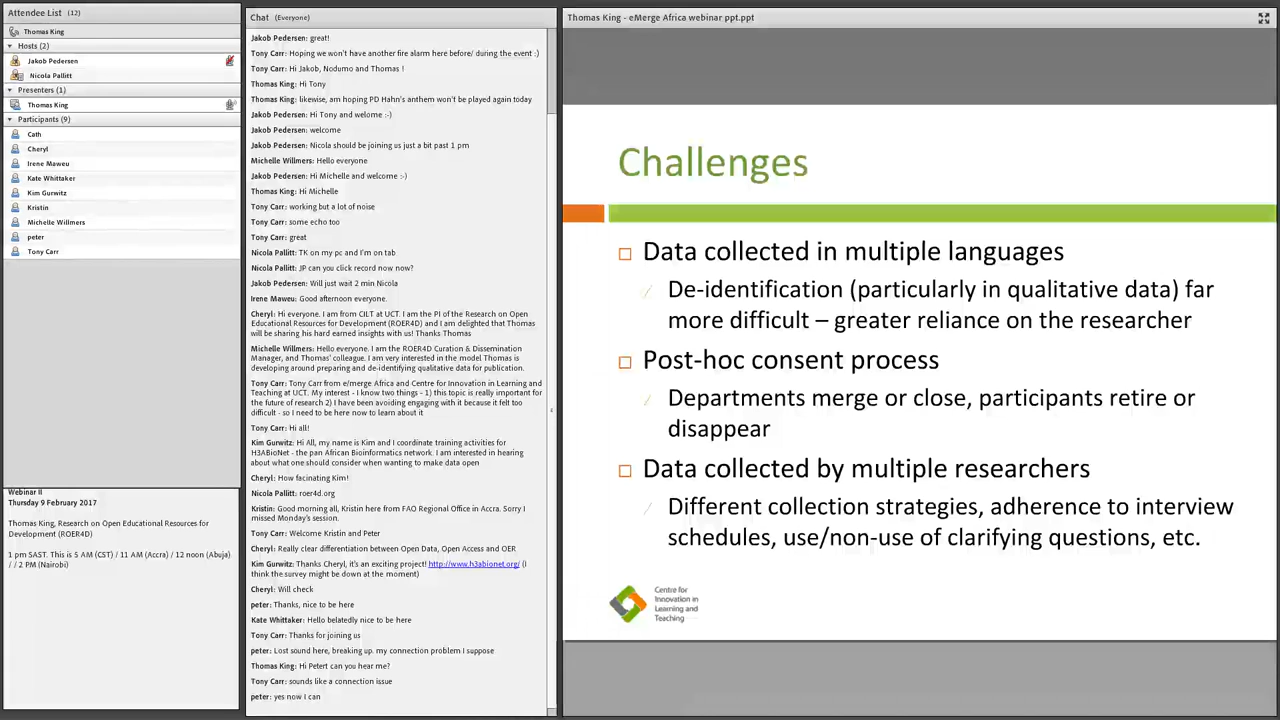 Attendee List (12)
Thomas King
Hosts (2)
Jakob Pedersen
Nicola Pallitt
Presenters (1)
Thomas King
Participants (9)
Cath
Cheryl
Irene Maweu
Kate Whittaker
Kim Gurwitz
Kristin
Michelle Willmers
peter
Tony Carr
Webinar II
Thursday 9 February 2017
Thomas King, Research on Open Educational Resources for
Development (ROER4D)
1 pm SAST. This is 5 AM (CST) / 11 AM (Accra) / 12 noon (Abuja)
/ / 2 PM (Nairobi)
Chat (Everyone)
Jakob Pedersen: great!
Tony Carr: Hoping we won't have another fire alarm here before/ during the event :)
Tony Carr: Hi Jakob, Nodumo and Thomas !
Thomas King: Hi Tony
Thomas King: likewise, am hoping PD Hahn's anthem won't be played again today
Jakob Pedersen: Hi Tony and welome :-)
Jakob Pedersen: welcome
Jakob Pedersen: Nicola should be joining us just a bit past 1 pm
Michelle Willmers: Hello everyone
Jakob Pedersen: Hi Michelle and welcome :-)
Thomas King: Hi Michelle
Tony Carr: working but a lot of noise
Tony Carr: some echo too
Tony Carr: great
Nicola Pallitt: TK on my pc and I'm on tab
Nicola Pallitt: JP can you click record now now?
Jakob Pedersen: Will just wait 2 min Nicola
Irene Maweu: Good afternoon everyone.
Cheryl: Hi everyone. I am from CILT at UCT. I am the PI of the Research on Open
Educational Resources for Development (ROER4D) and I am delighted that Thomas
will be sharing his hard earned insights with us! Thanks Thomas
Michelle Willmers: Hello everyone. I am the ROER4D Curation & Dissemination
Manager, and Thomas' colleague. I am very interested in the model Thomas is
developing around preparing and de-identifying qualitative data for publication.
Tony Carr: Tony Carr from e/merge Africa and Centre for Innovation in Learning and
Teaching at UCT. My interest - I know two things - 1) this topic is really important for
the future of research 2) I have been avoiding engaging with it because it felt too
difficult - so I need to be here now to learn about it
Tony Carr: Hi all!
Kim Gurwitz: Hi All, my name is Kim and I coordinate training activities for
H3ABioNet - the pan African Bioinformatics network. I am interested in hearing
about what one should consider when wanting to make data open
Cheryl: How facinating Kim!
Nicola Pallitt: roer4d.org
Kristin: Good morning all, Kristin here from FAO Regional Office in Accra. Sorry I
missed Monday's session.
Tony Carr: Welcome Kristin and Peter
Cheryl: Really clear differentiation between Open Data, Open Access and OER
Kim Gurwitz: Thanks Cheryl, it's an exciting project! http://www.h3abionet.org/ (I
think the survey might be down at the moment)
Cheryl: Will check
peter: Thanks, nice to be here
Kate Whittaker: Hello belatedly nice to be here
Tony Carr: Thanks for joining us
peter: Lost sound here, breaking up. my connection problem I suppose
Thomas King: Hi Petert can you hear me?
Tony Carr: sounds like a connection issue
peter: yes now I can
Thomas King - eMerge Africa webinar ppt.ppt
Challenges
Data collected in multiple languages
De-identification (particularly in qualitative data) far
more difficult – greater reliance on the researcher
Post-hoc consent process
Departments merge or close, participants retire or
disappear
Data collected by multiple researchers
Different collection strategies, adherence to interview
schedules, use/non-use of clarifying questions, etc.
Centre for
Innovation in
Learning and
Teaching